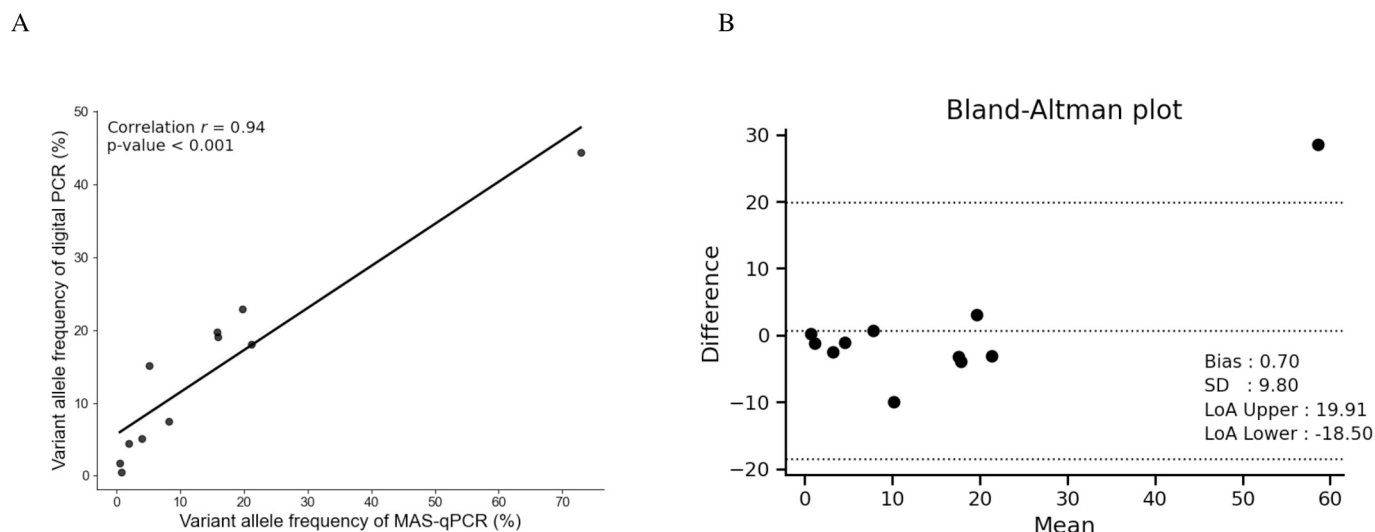 A
B
Correlation r = 0.94
p-value < 0.001
Variant allele frequency of digital PCR (%)
50
40
30
20
10
0
0 10 20 30 40 50 60 70
Variant allele frequency of MAS-qPCR (%)
Bland-Altman plot
Difference
30
20
10
0
−10
−20
Bias : 0.70
SD : 9.80
LoA Upper : 19.91
LoA Lower : -18.50
0 10 20 30 40 50 60
Mean